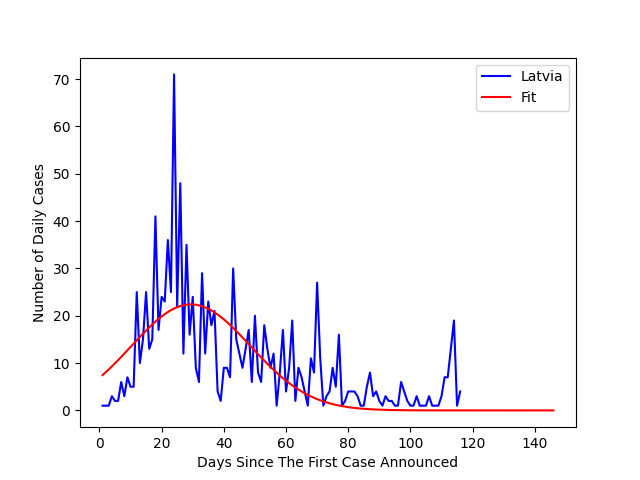 Latvia
Fit
70
60
50
40
30
20
10
0
Number of Daily Cases
0 20 40 60 80 100 120 140
Days Since The First Case Announced